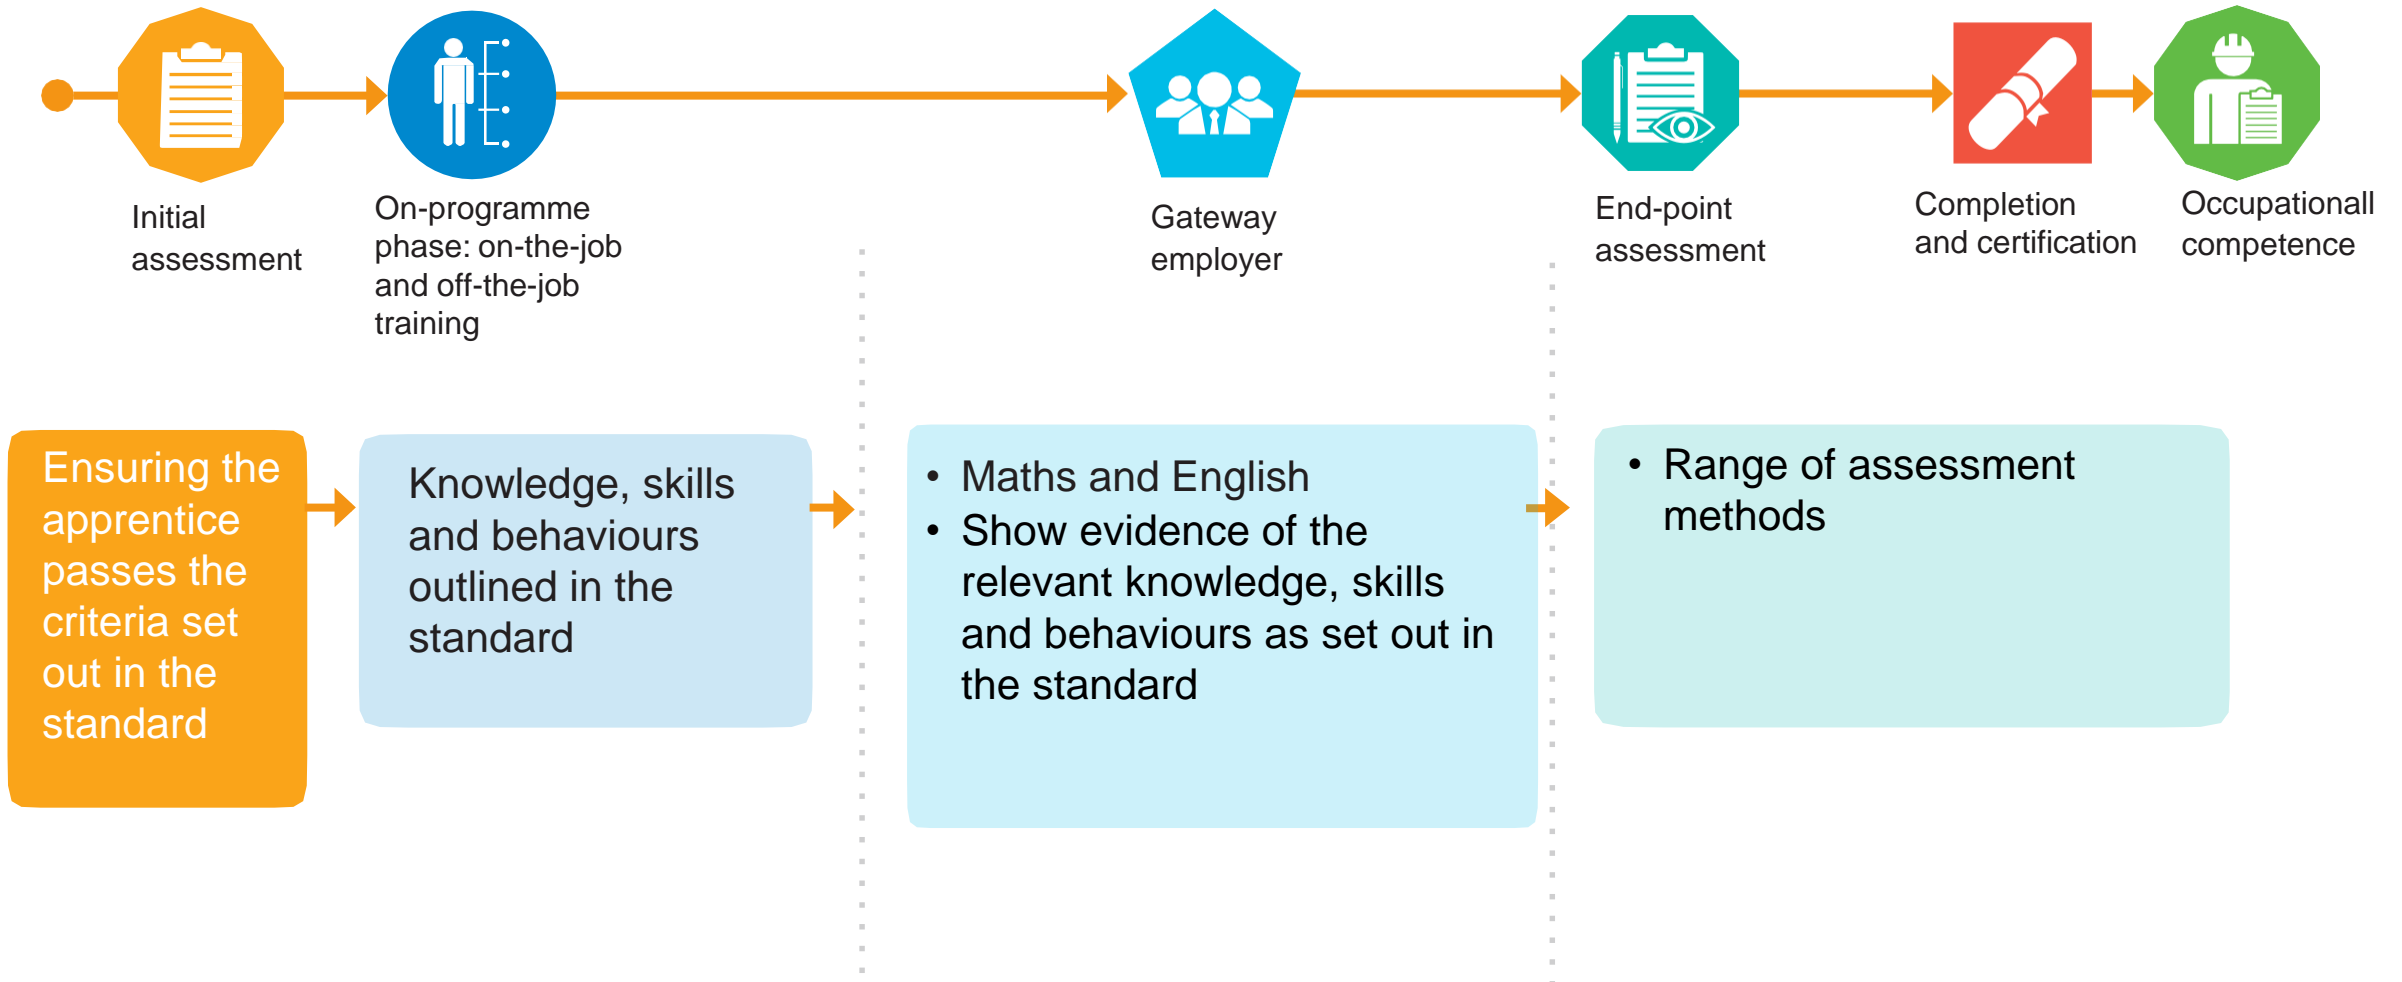 Initial
assessment
On-programme
phase: on-the-job
and off-the-job
training
Gateway
employer
End-point
assessment
Completion
and certification
Occupationall
competence
Ensuring the
apprentice
passes the
criteria set
out in the
standard
Knowledge, skills
and behaviours
outlined in the
standard
• Maths and English
• Show evidence of the
relevant knowledge, skills
and behaviours as set out in
the standard
• Range of assessment
methods